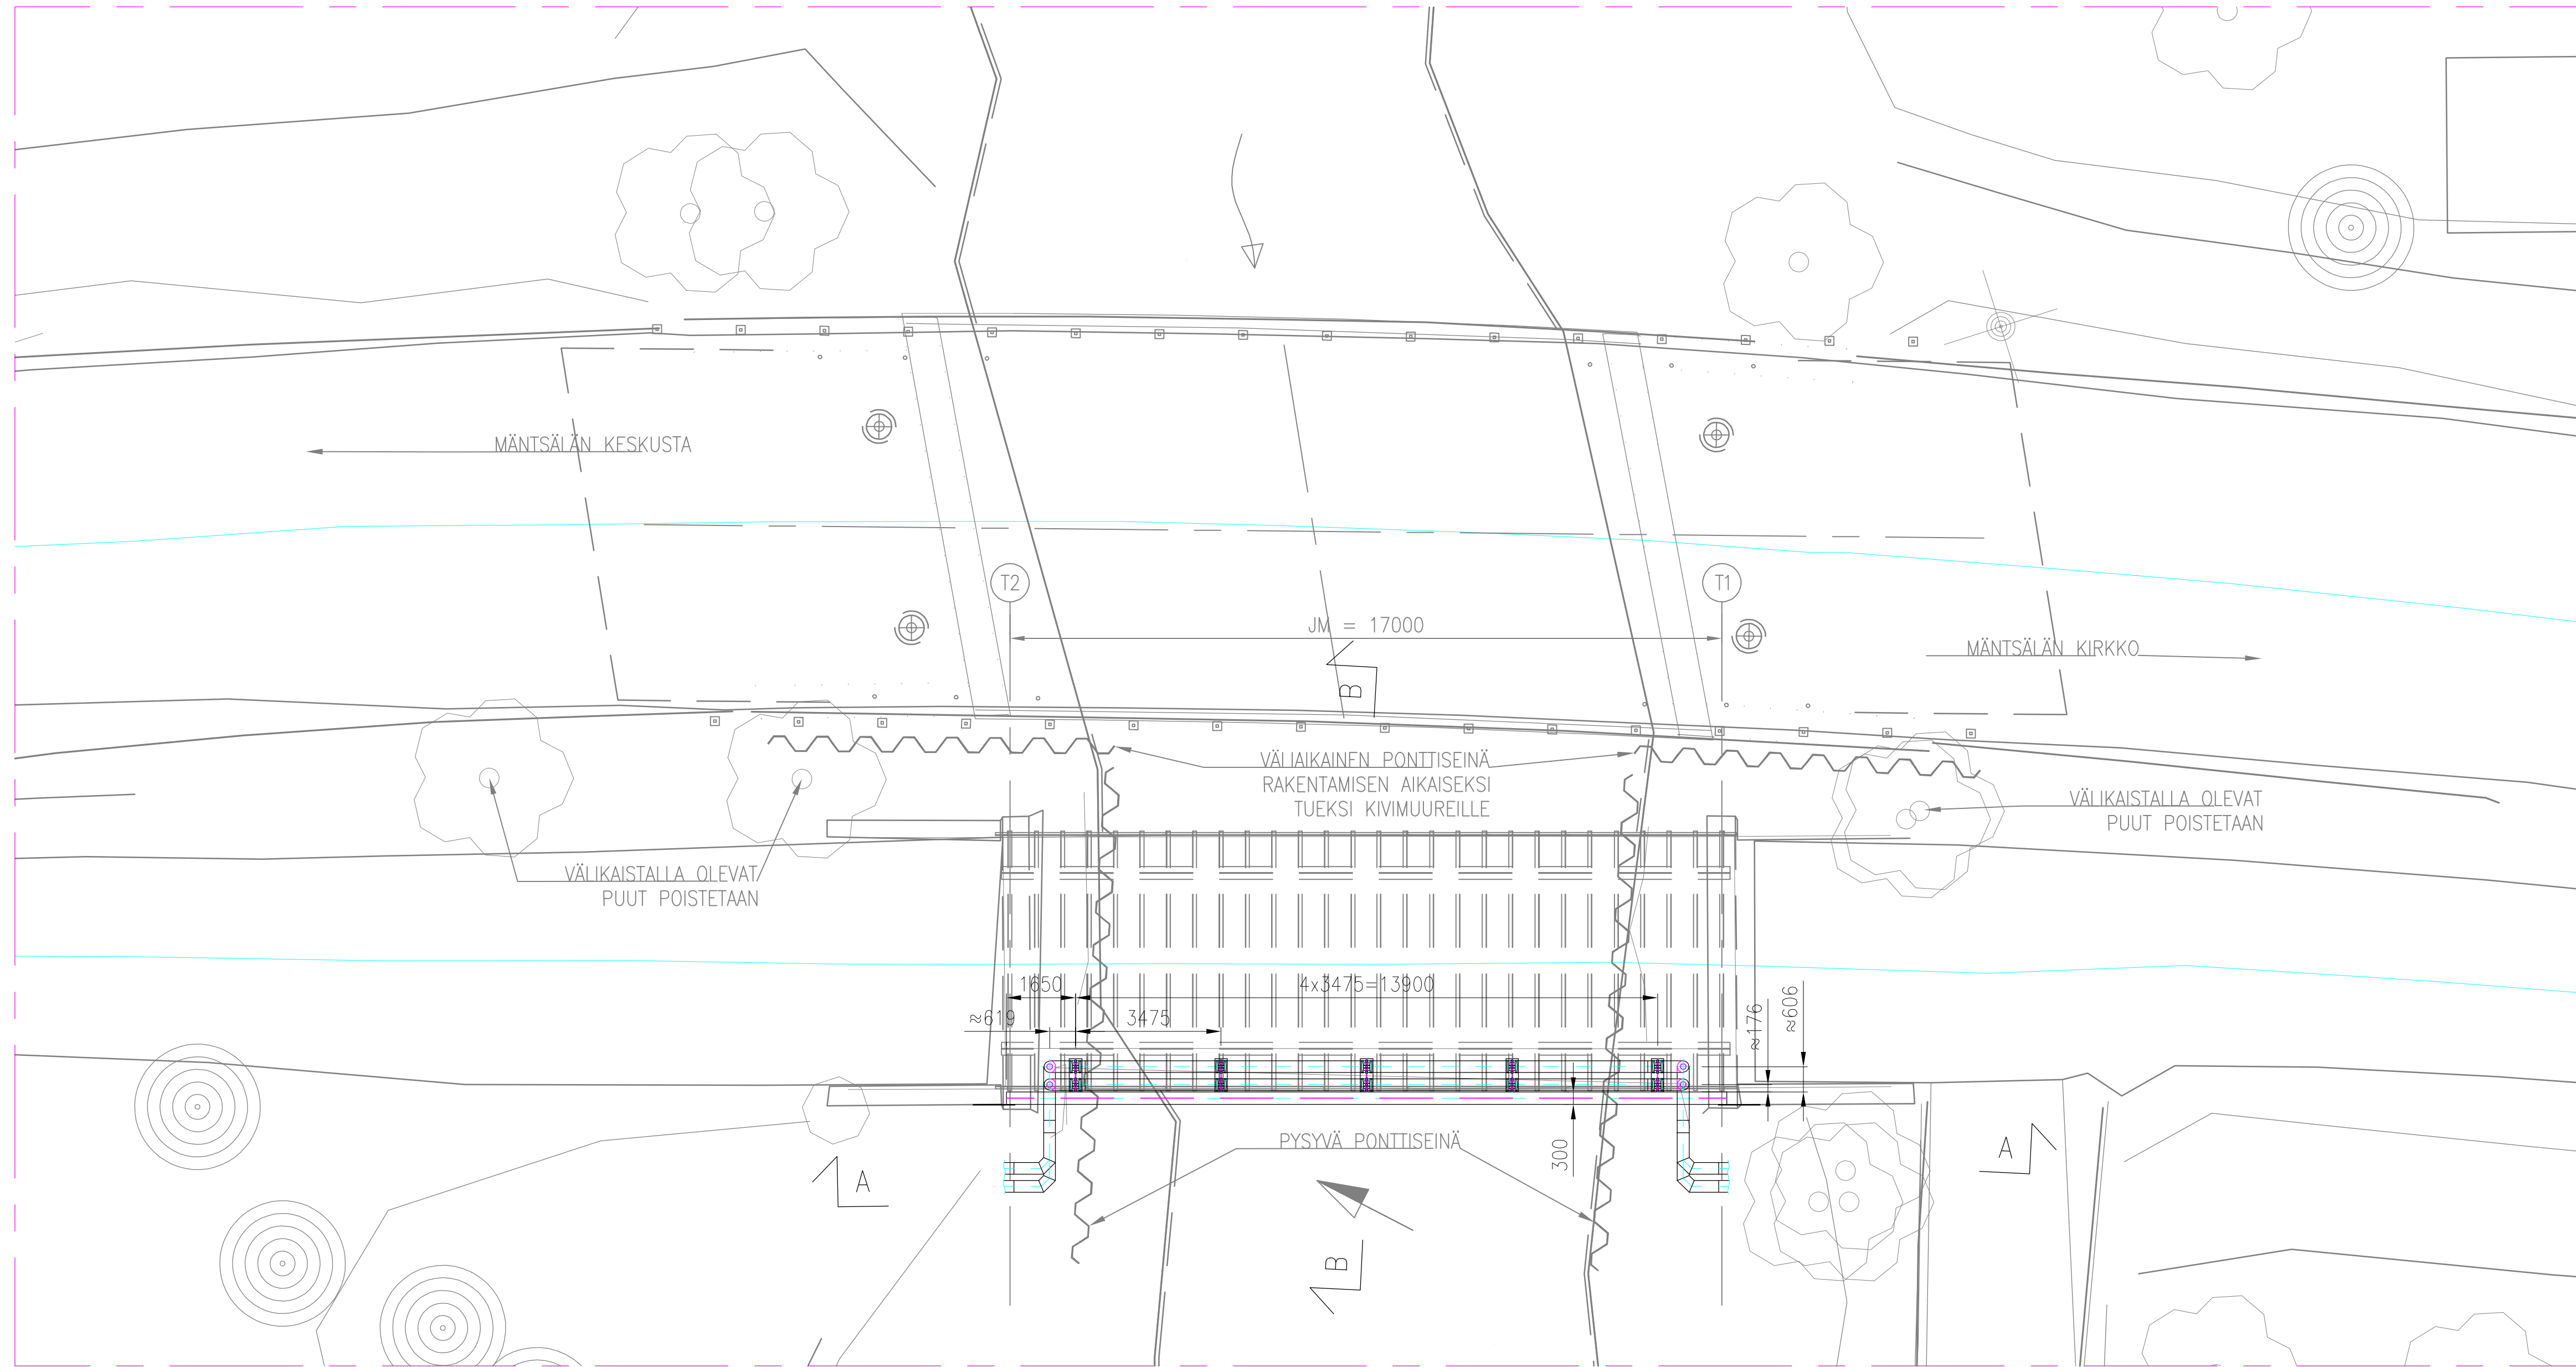 MÄNTSÄLÄN KESKUSTA
T2
T1
JM = 17000
MÄNTSÄLÄN KIRKKO
B
VÄLIAIKAINEN PONTTISEINÄ
RAKENTAMISEN AIKAISEKSI
TUEKSI KIVIMUUREILLE
VÄLIKAISTALLA OLEVAT
PUUT POISTETAAN
VÄLIKAISTALLA OLEVAT
PUUT POISTETAAN
1650
4x3475=13900
≈619
3475
≈176
≈606
300
PYSYVÄ PONTTISEINÄ
A
A
B